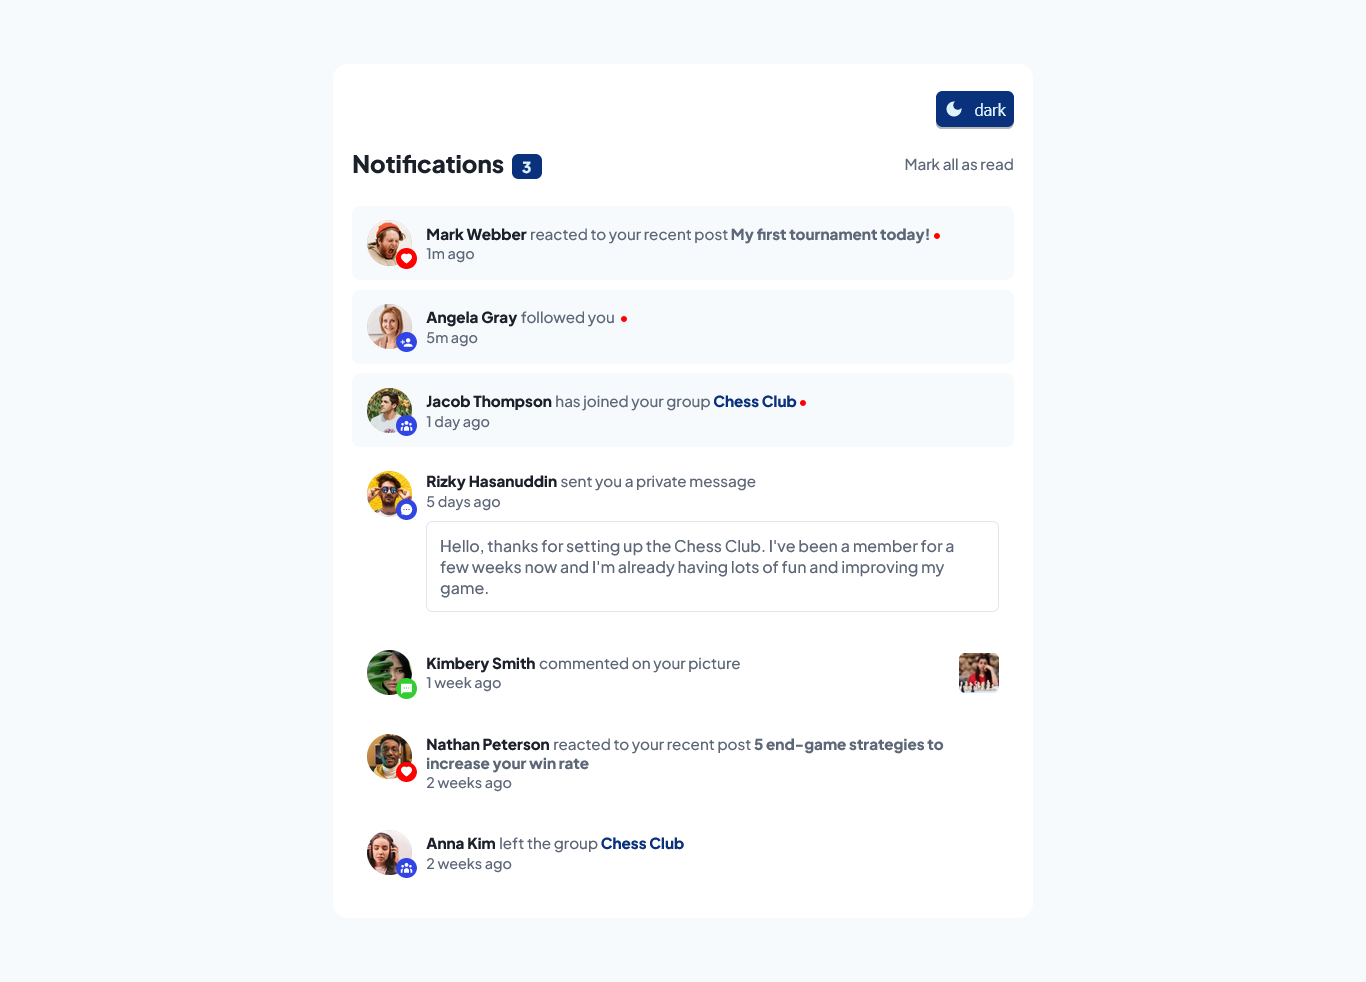 dark
Notifications 3
Mark all as read
Mark Webber reacted to your recent post My first tournament today!
1m ago
Angela Gray followed you
5m ago
Jacob Thompson has joined your group Chess Club
1 day ago
Rizky Hasanuddin sent you a private message
5 days ago
Hello, thanks for setting up the Chess Club. I've been a member for a
few weeks now and I'm already having lots of fun and improving my
game.
Kimbery Smith commented on your picture
1 week ago
Nathan Peterson reacted to your recent post 5 end-game strategies to
increase your win rate
2 weeks ago
Anna Kim left the group Chess Club
2 weeks ago